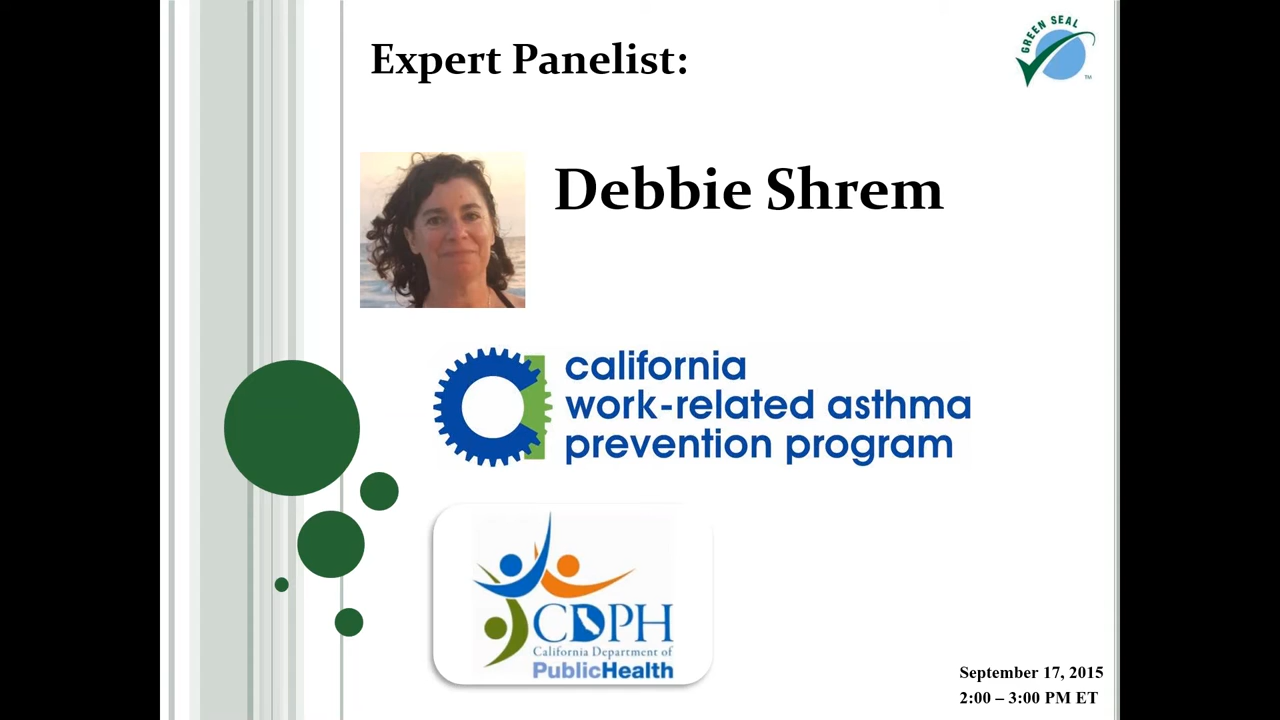 Expert Panelist:
GREEN SEAL
TM
Debbie Shrem
california
work-related asthma
prevention program
CDPH
California Department of
PublicHealth
September 17, 2015
2:00 – 3:00 PM ET